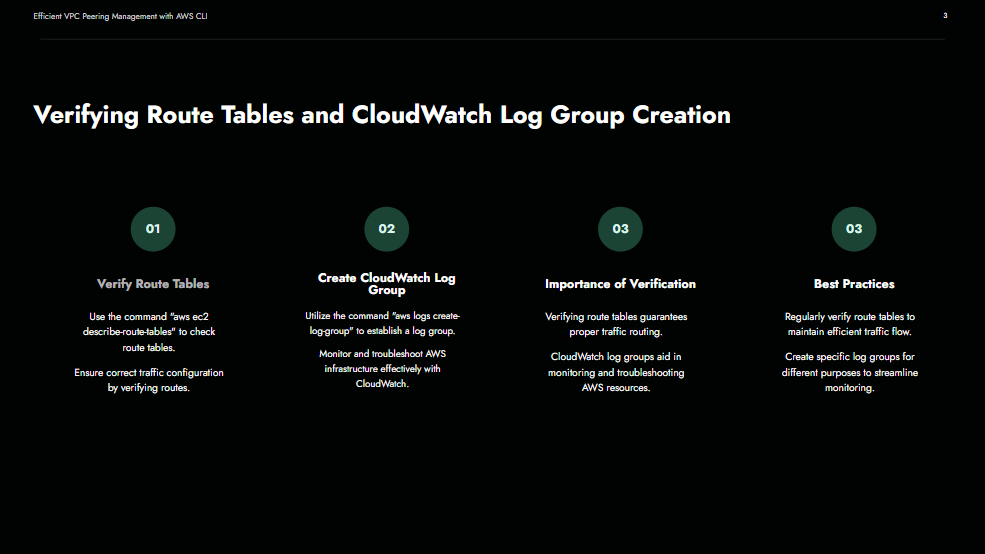 Efficient VPC Peering Management with AWS CLI
3
Verifying Route Tables and CloudWatch Log Group Creation
01
Verify Route Tables
Use the command "aws ec2
describe-route-tables" to check
route tables.
Ensure correct traffic configuration
by verifying routes.
02
Create CloudWatch Log
Group
Utilize the command "aws logs create-
log-group" to establish a log group.
Monitor and troubleshoot AWS
infrastructure effectively with
CloudWatch.
03
Importance of Verification
Verifying route tables guarantees
proper traffic routing.
CloudWatch log groups aid in
monitoring and troubleshooting
AWS resources.
03
Best Practices
Regularly verify route tables to
maintain efficient traffic flow.
Create specific log groups for
different purposes to streamline
monitoring.